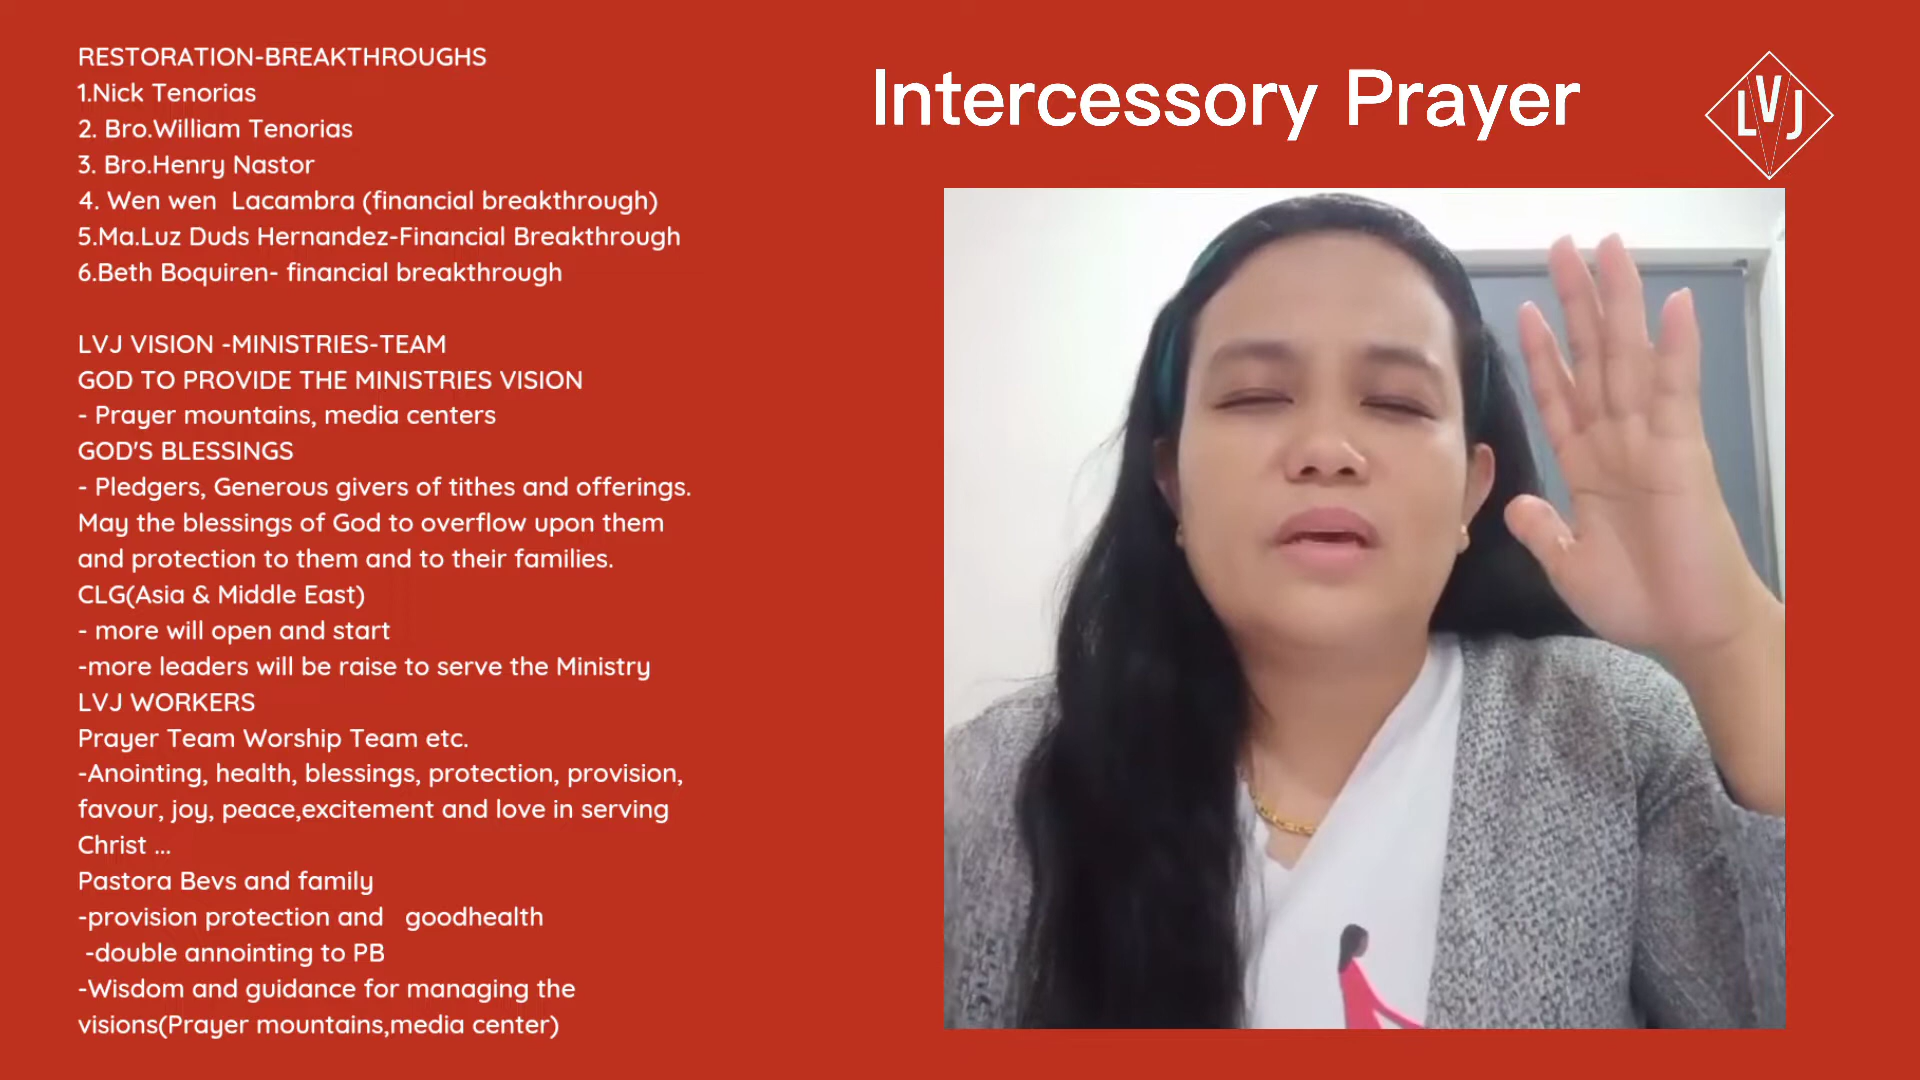 RESTORATION-BREAKTHROUGHS
1.Nick Tenorias
2. Bro.William Tenorias
3. Bro.Henry Nastor
4. Wen wen  Lacambra (financial breakthrough)
5.Ma.Luz Duds Hernandez-Financial Breakthrough
6.Beth Boquiren- financial breakthrough
LVJ VISION -MINISTRIES-TEAM
GOD TO PROVIDE THE MINISTRIES VISION
- Prayer mountains, media centers
GOD'S BLESSINGS
- Pledgers, Generous givers of tithes and offerings.
May the blessings of God to overflow upon them
and protection to them and to their families.
CLG(Asia & Middle East)
- more will open and start
-more leaders will be raise to serve the Ministry
LVJ WORKERS
Prayer Team Worship Team etc.
-Anointing, health, blessings, protection, provision,
favour, joy, peace,excitement and love in serving
Christ ...
Pastora Bevs and family
-provision protection and   goodhealth
-double annointing to PB
-Wisdom and guidance for managing the
visions(Prayer mountains,media center)
Intercessory Prayer
LVJ